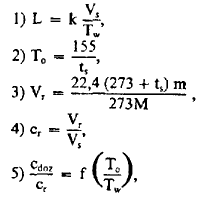 1) L = k V_s / T_w,
2) T_o = 155 / t_s,
3) V_r = 22,4 (273 + t_s) m / 273M ,
4) c_r = V_r / V_s,
5) c_doz / c_r = f (T_o / T_w),